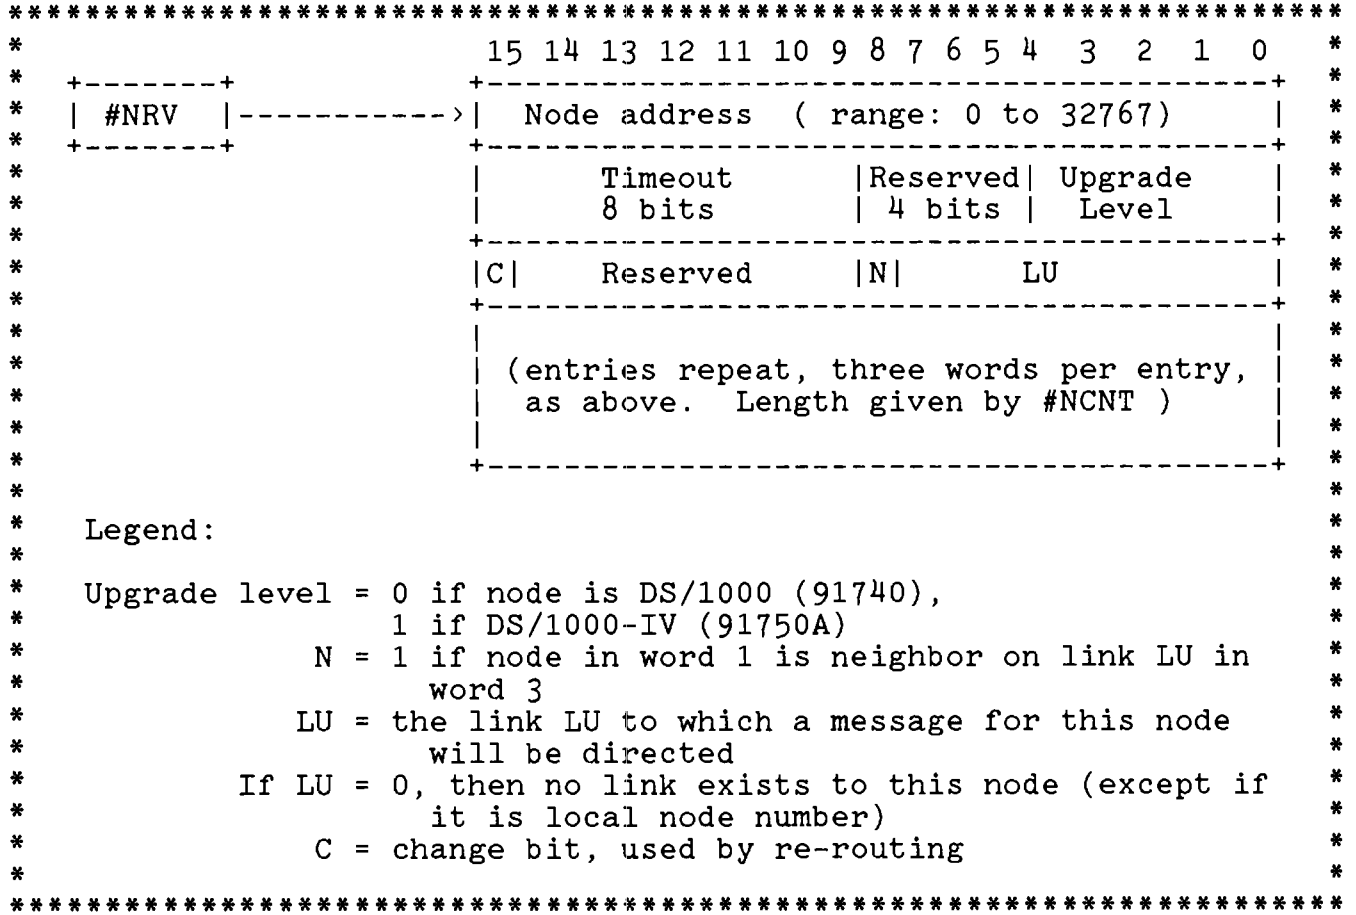 ********************************************************************
* 15 14 13 12 11 10 9 8 7 6 5 4 3 2 1 0 *
* +-------+ +-----------------------------------------+ *
* | #NRV |----------->| Node address ( range: 0 to 32767) | *
* +-------+ +-----------------------------------------+ *
* | Timeout |Reserved| Upgrade | *
* | 8 bits | 4 bits | Level | *
* +-----------------------------------------+ *
* |C| Reserved |N| LU | *
* +-----------------------------------------+ *
* | | *
* | (entries repeat, three words per entry, | *
* | as above. Length given by #NCNT ) | *
* | | *
* +-----------------------------------------+ *
* *
* Legend: *
* *
* Upgrade level = 0 if node is DS/1000 (91740), *
* 1 if DS/1000-IV (91750A) *
* N = 1 if node in word 1 is neighbor on link LU in *
* word 3 *
* LU = the link LU to which a message for this node *
* will be directed *
* If LU = 0, then no link exists to this node (except if *
* it is local node number) *
* C = change bit, used by re-routing *
* *
********************************************************************